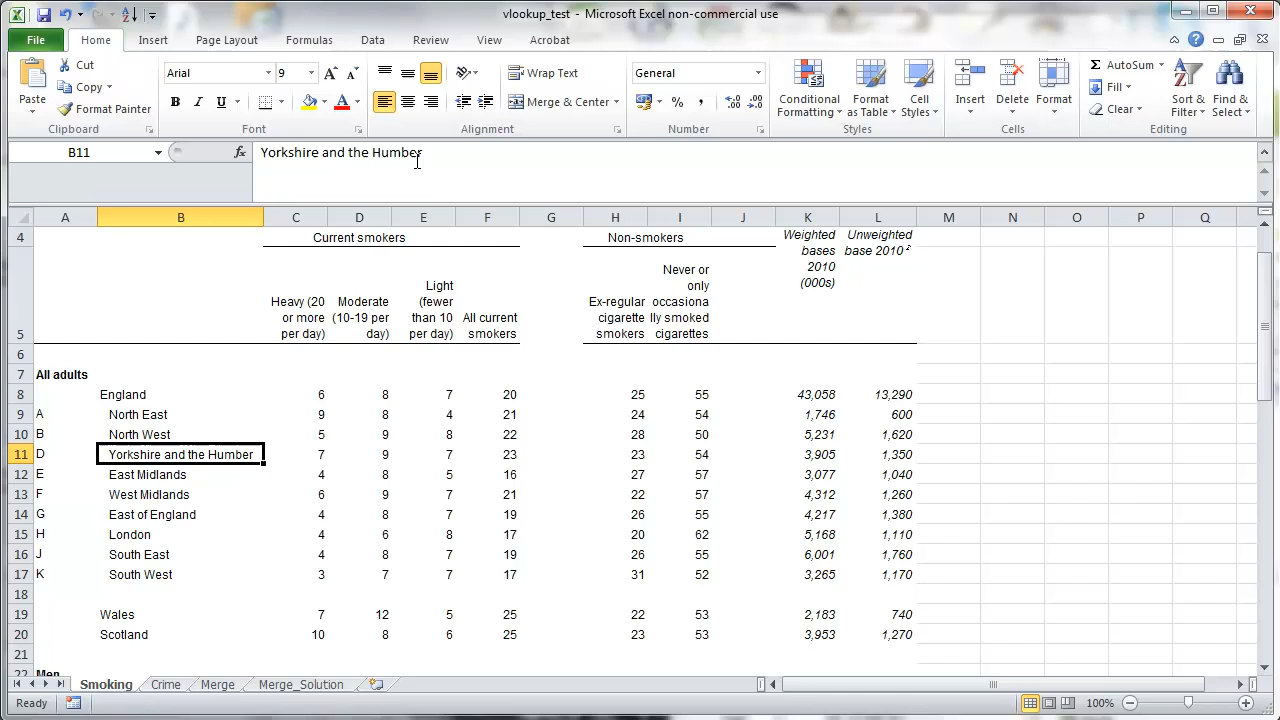 vlookup_test - Microsoft Excel non-commercial use
File Home Insert Page Layout Formulas Data Review View Acrobat
Paste
Cut
Copy
Format Painter
Clipboard
Arial 9
B I U
Font
Wrap Text
Merge & Center
Alignment
General
% ,
Number
Conditional Formatting
Format as Table
Cell Styles
Styles
Insert Delete Format
Cells
Σ AutoSum
Fill
Clear
Sort & Filter
Find & Select
Editing
B11 fx Yorkshire and the Humber
A B C D E F G H I J K L M N O P Q
4 Current smokers Non-smokers Weighted bases 2010 (000s) Unweighted base 2010 ²
5 Heavy (20 or more per day) Moderate (10-19 per day) Light (fewer than 10 per day) All current smokers Ex-regular cigarette smokers Never or only occasiona lly smoked cigarettes
6
7 All adults
8 England 6 8 7 20 25 55 43,058 13,290
9 A North East 9 8 4 21 24 54 1,746 600
10 B North West 5 9 8 22 28 50 5,231 1,620
11 D Yorkshire and the Humber 7 9 7 23 23 54 3,905 1,350
12 E East Midlands 4 8 5 16 27 57 3,077 1,040
13 F West Midlands 6 9 7 21 22 57 4,312 1,260
14 G East of England 4 8 7 19 26 55 4,217 1,380
15 H London 4 6 8 17 20 62 5,168 1,110
16 J South East 4 8 7 19 26 55 6,001 1,760
17 K South West 3 7 7 17 31 52 3,265 1,170
18
19 Wales 7 12 5 25 22 53 2,183 740
20 Scotland 10 8 6 25 23 53 3,953 1,270
21
22 Men
Smoking Crime Merge Merge_Solution
Ready 100%